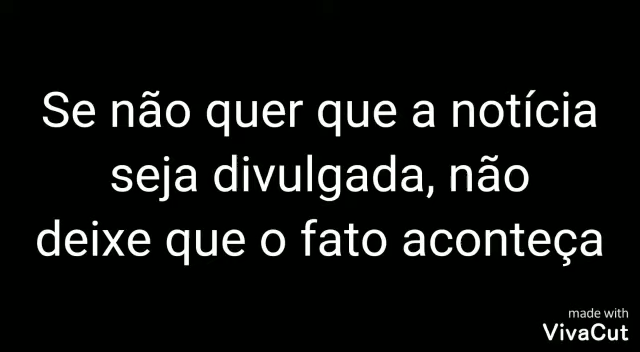 Se não quer que a notícia
seja divulgada, não
deixe que o fato aconteça
made with
VivaCut